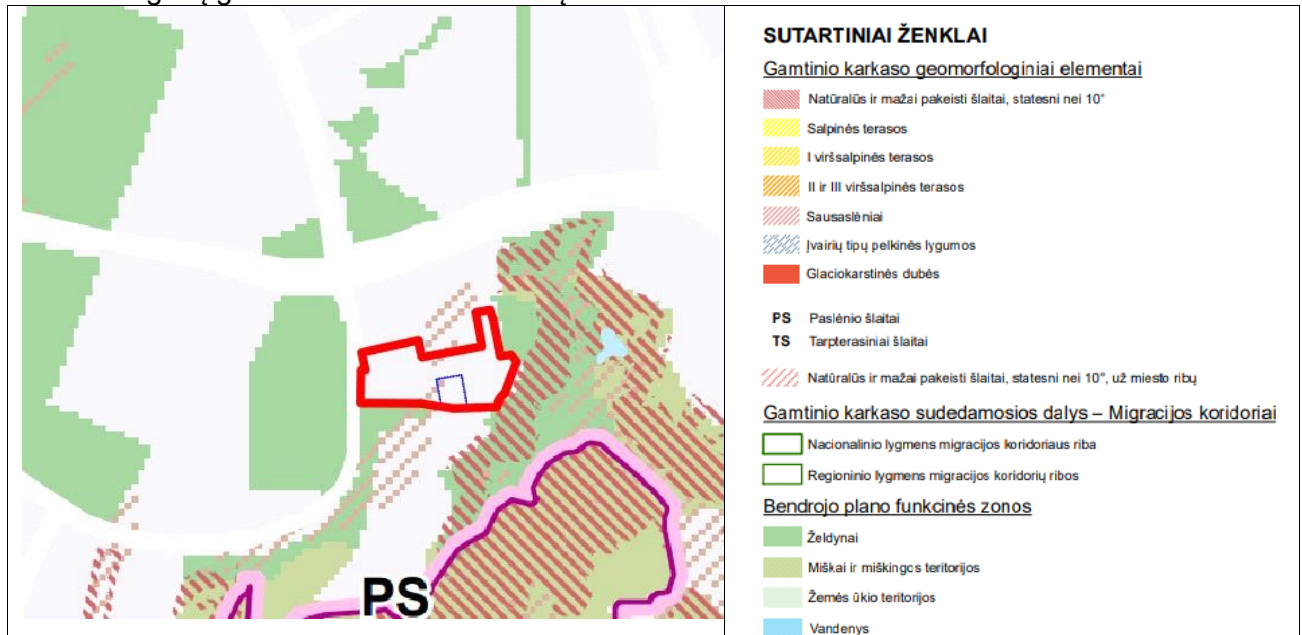 PS
SUTARTINIAI ŽENKLAI
Gamtinio karkaso geomorfologiniai elementai
Natūralūs ir mažai pakeisti šlaitai, statesni nei 10°
Salpinės terasos
I viršsalpinės terasos
II ir III viršsalpinės terasos
Sausaslėniai
Įvairių tipų pelkinės lygumos
Glaciokarstinės dubės
PS Paslėnio šlaitai
TS Tarpterasiniai šlaitai
Natūralūs ir mažai pakeisti šlaitai, statesni nei 10°, už miesto ribų
Gamtinio karkaso sudedamosios dalys – Migracijos koridoriai
Nacionalinio lygmens migracijos koridoriaus riba
Regioninio lygmens migracijos koridorių ribos
Bendrojo plano funkcinės zonos
Želdynai
Miškai ir miškingos teritorijos
Žemės ūkio teritorijos
Vandenys